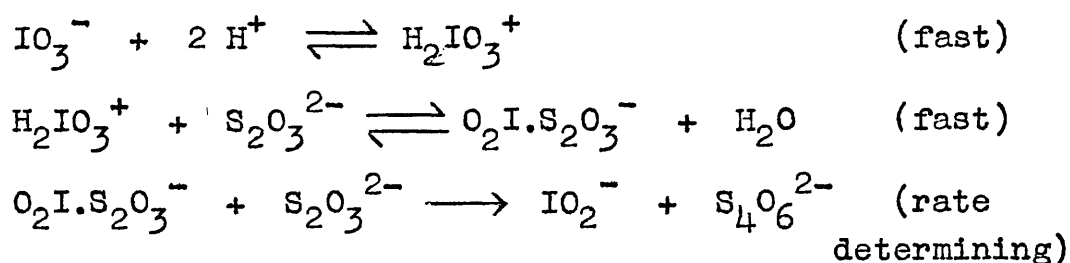 IO₃⁻ + 2 H⁺ ⇌ H₂IO₃⁺ (fast)
H₂IO₃⁺ + S₂O₃²⁻ ⇌ O₂I.S₂O₃⁻ + H₂O (fast)
O₂I.S₂O₃⁻ + S₂O₃²⁻ ⟶ IO₂⁻ + S₄O₆²⁻ (rate
determining)